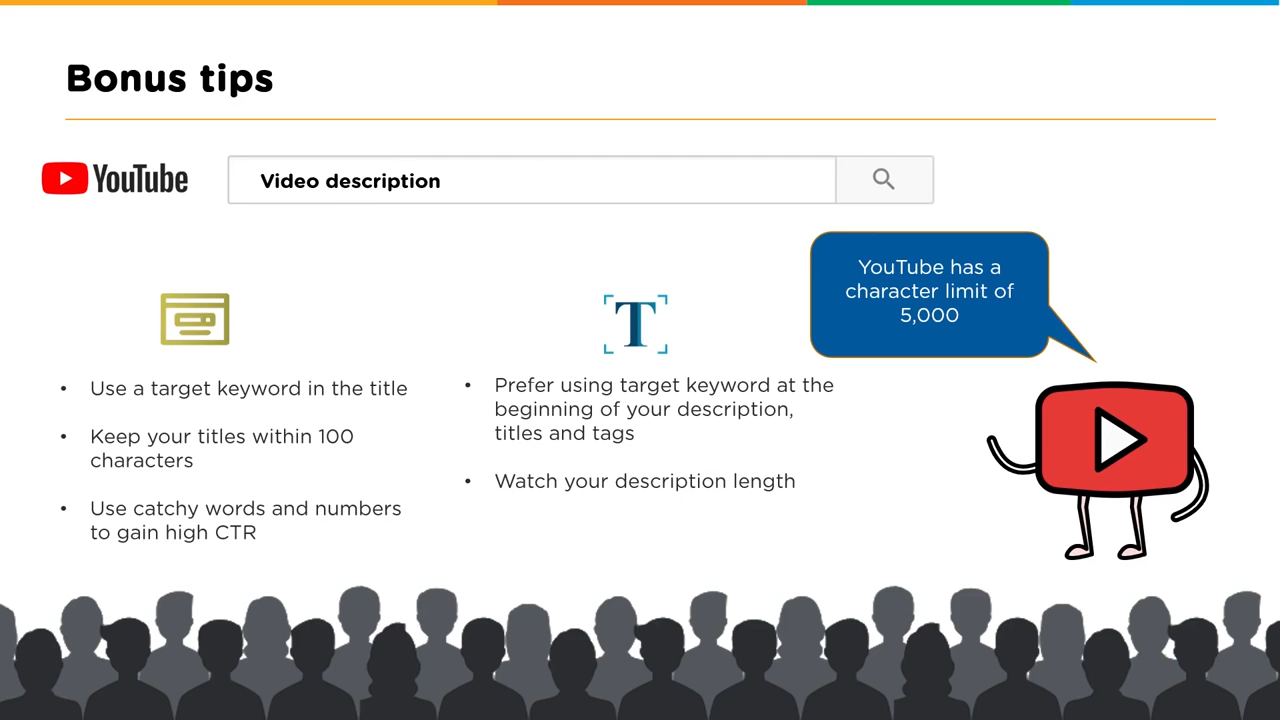 Bonus tips
YouTube
Video description
YouTube has a
character limit of
5,000
• Use a target keyword in the title
• Keep your titles within 100
characters
• Use catchy words and numbers
to gain high CTR
T
• Prefer using target keyword at the
beginning of your description,
titles and tags
• Watch your description length